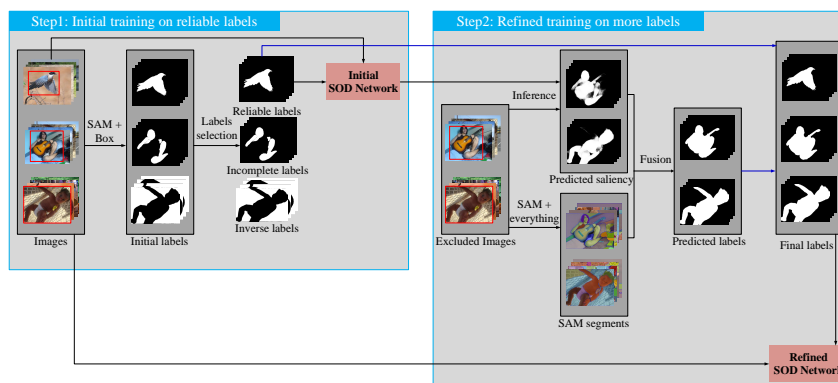 Step1: Initial training on reliable labels
Step2: Refined training on more labels
Initial
SOD Network
Reliable labels
SAM +
Box
Labels
selection
Incomplete labels
Images
Initial labels
Inverse labels
Inference
Predicted saliency
SAM +
everything
Excluded Images
SAM segments
Fusion
Predicted labels
Final labels
Refined
SOD Network